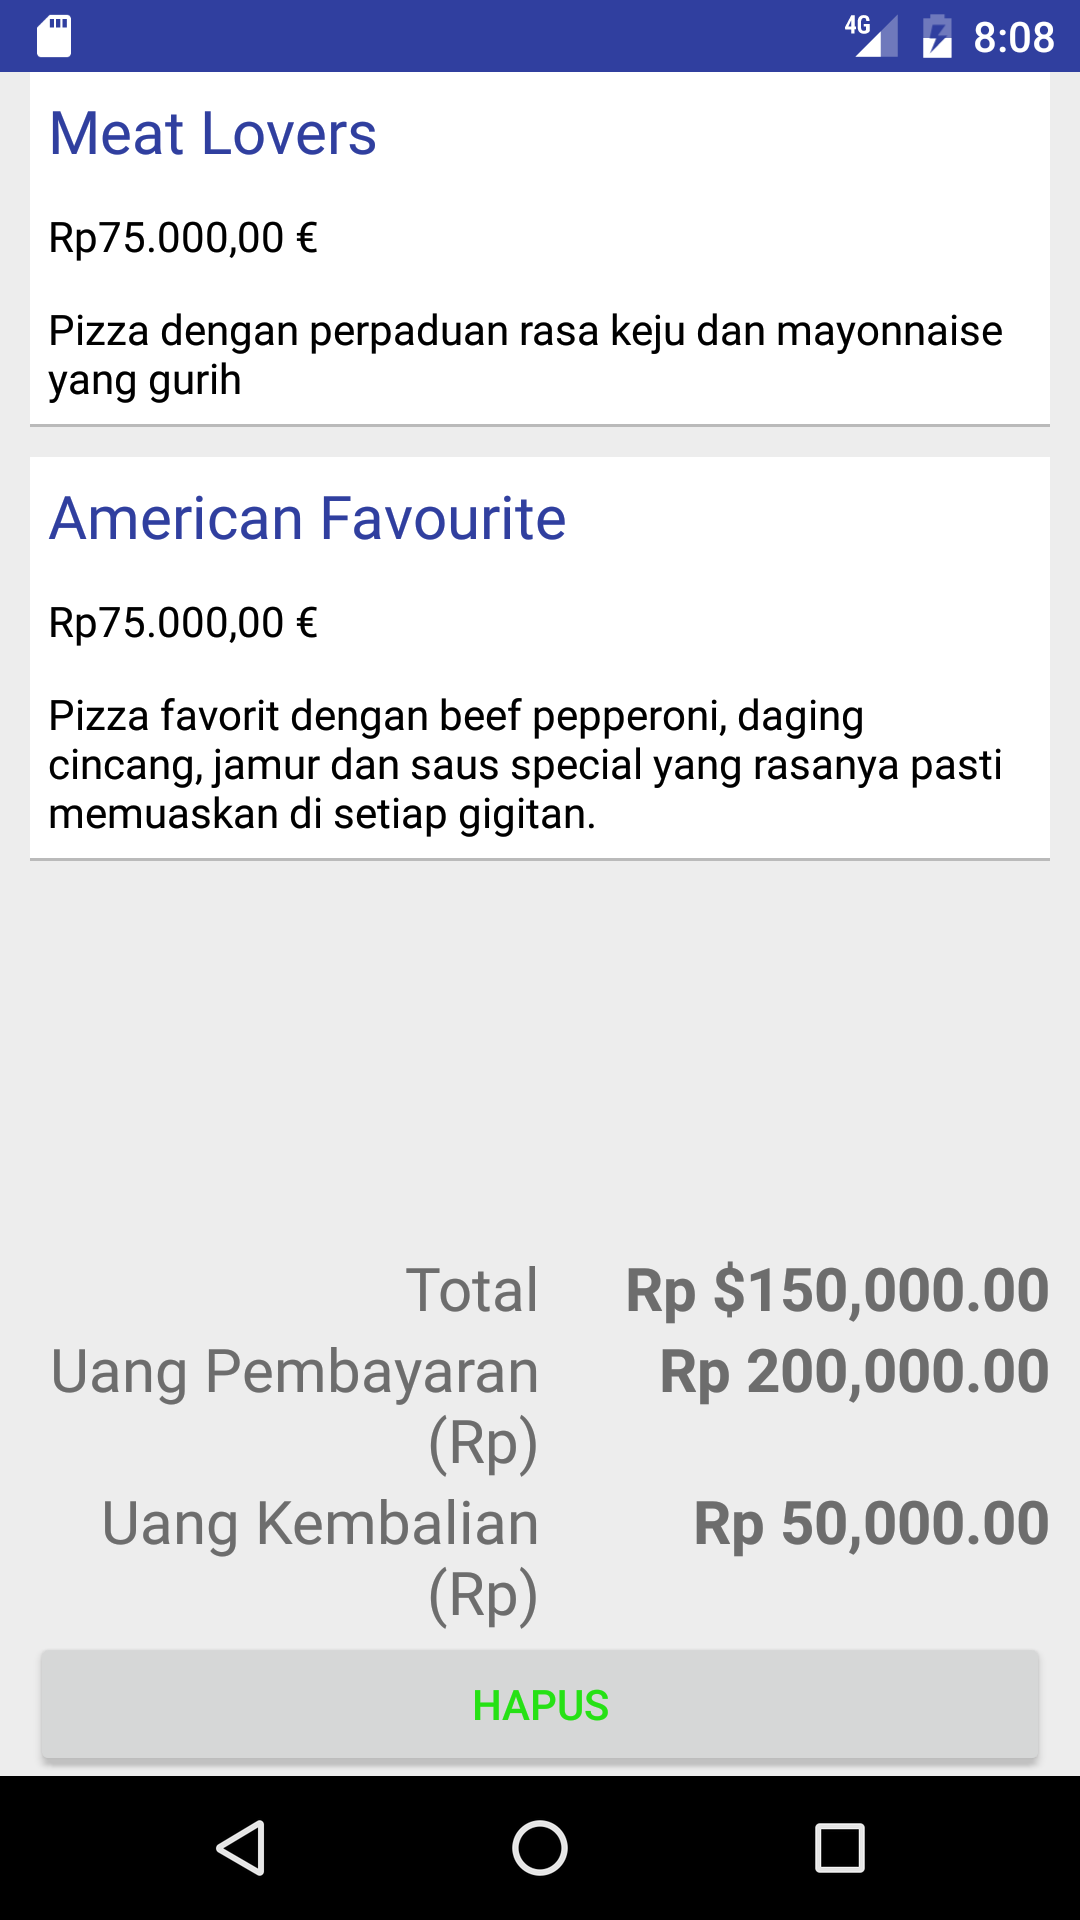 4G 8:08
Meat Lovers
Rp75.000,00 €
Pizza dengan perpaduan rasa keju dan mayonnaise
yang gurih
American Favourite
Rp75.000,00 €
Pizza favorit dengan beef pepperoni, daging
cincang, jamur dan saus special yang rasanya pasti
memuaskan di setiap gigitan.
Total Rp $150,000.00
Uang Pembayaran Rp 200,000.00
(Rp)
Uang Kembalian Rp 50,000.00
(Rp)
HAPUS